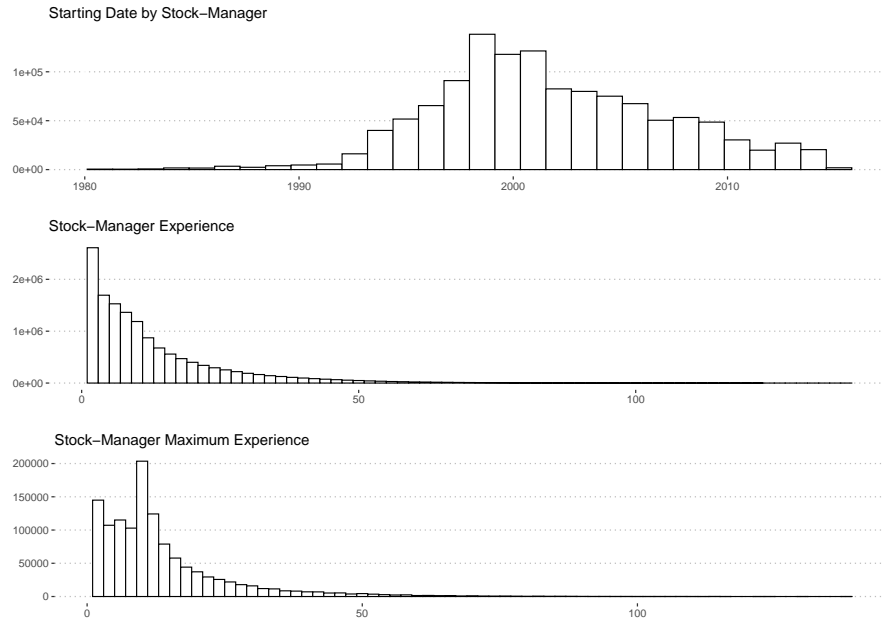 Starting Date by Stock−Manager
1e+05
5e+04
0e+00
1980 1990 2000 2010
Stock−Manager Experience
2e+06
1e+06
0e+00
0 50 100
Stock−Manager Maximum Experience
200000
150000
100000
50000
0
0 50 100